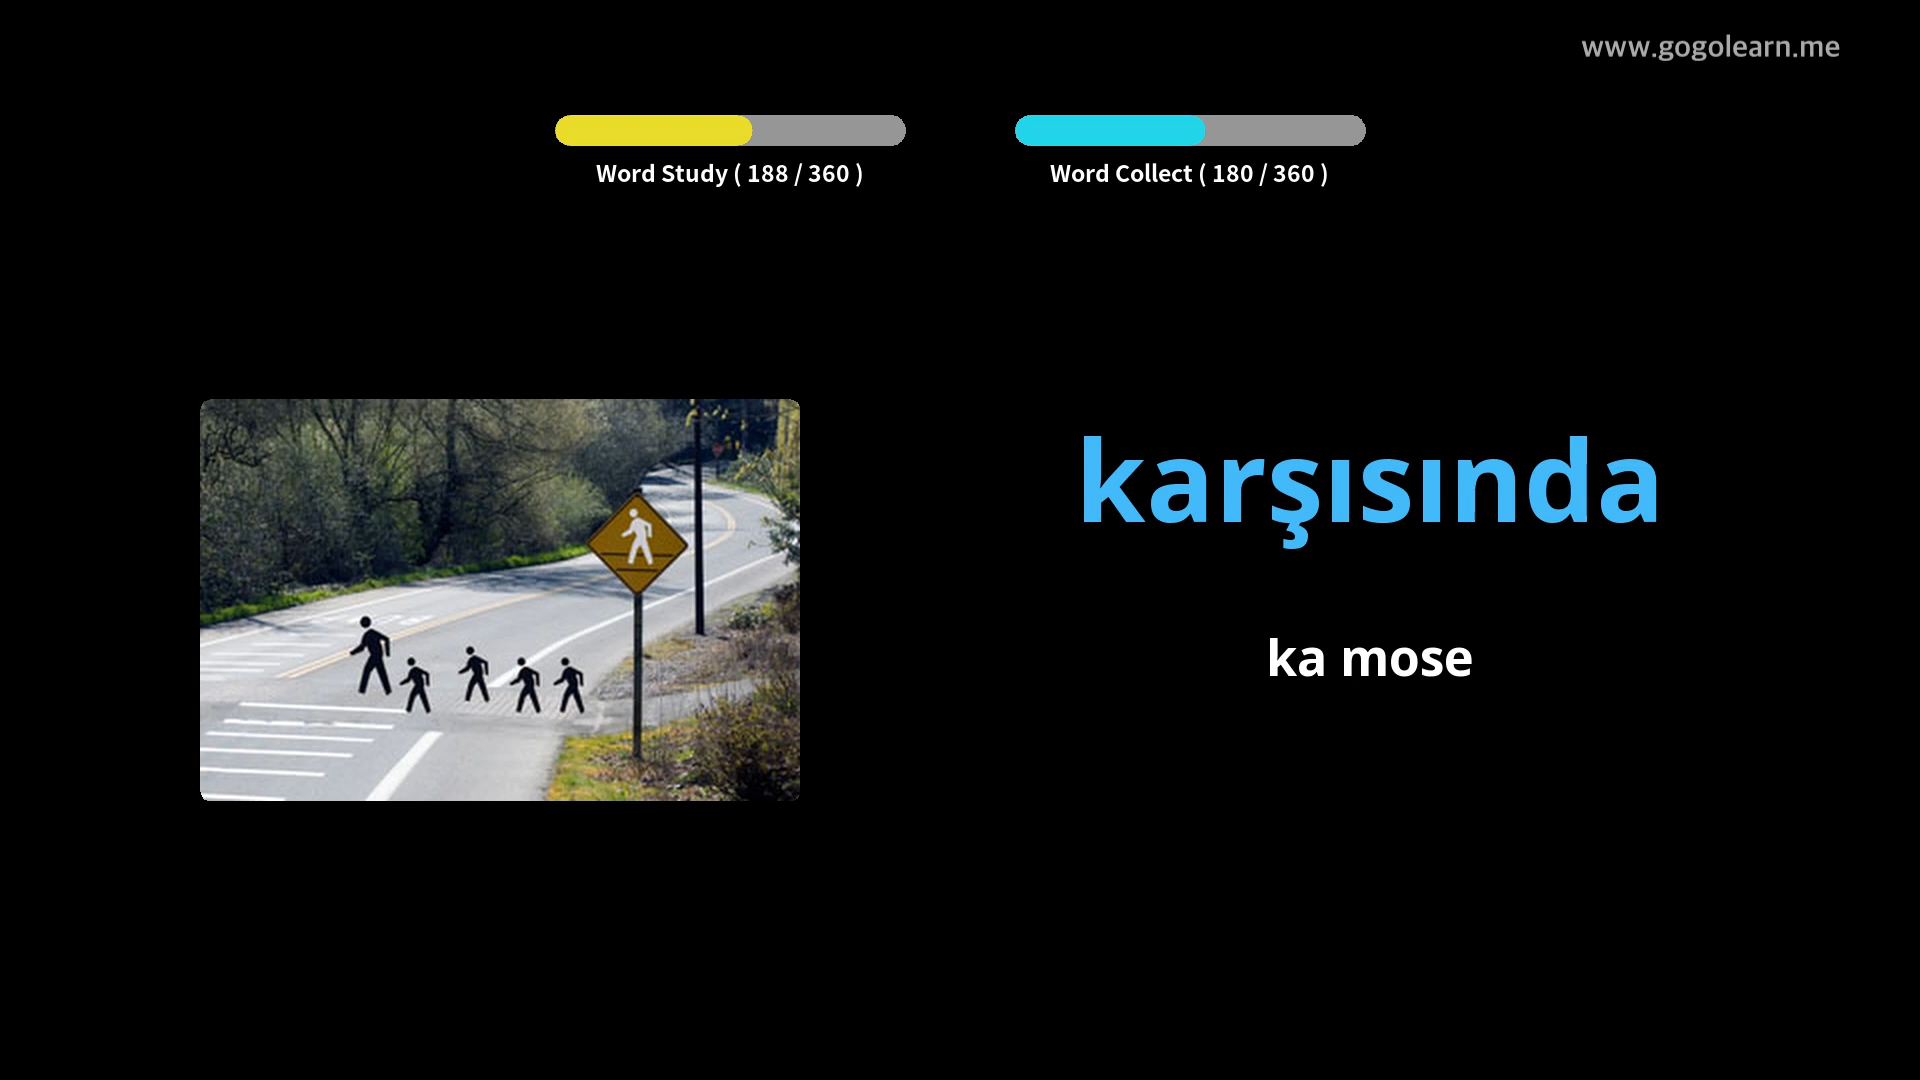 www.gogolearn.me
Word Study ( 188 / 360 )
Word Collect ( 180 / 360 )
karşısında
ka mose